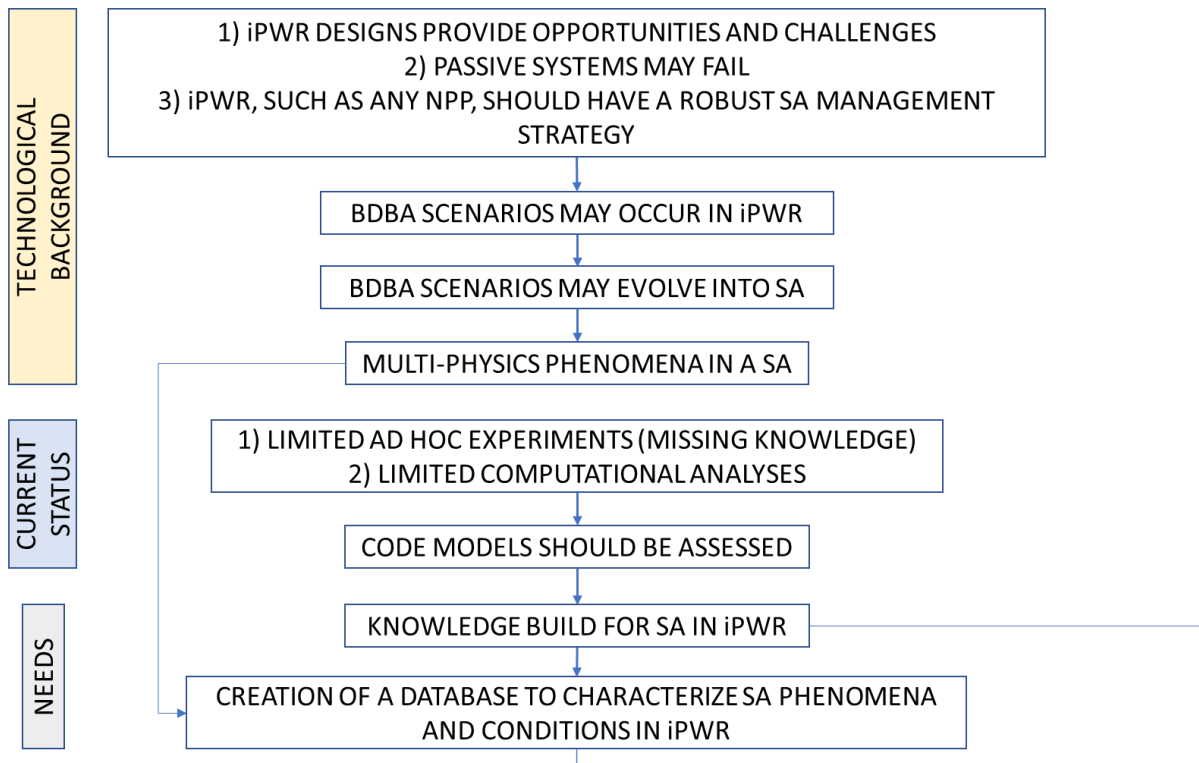 TECHNOLOGICAL
BACKGROUND
1) iPWR DESIGNS PROVIDE OPPORTUNITIES AND CHALLENGES
2) PASSIVE SYSTEMS MAY FAIL
3) iPWR, SUCH AS ANY NPP, SHOULD HAVE A ROBUST SA MANAGEMENT
STRATEGY
BDBA SCENARIOS MAY OCCUR IN iPWR
BDBA SCENARIOS MAY EVOLVE INTO SA
MULTI-PHYSICS PHENOMENA IN A SA
CURRENT
STATUS
1) LIMITED AD HOC EXPERIMENTS (MISSING KNOWLEDGE)
2) LIMITED COMPUTATIONAL ANALYSES
CODE MODELS SHOULD BE ASSESSED
NEEDS
KNOWLEDGE BUILD FOR SA IN iPWR
CREATION OF A DATABASE TO CHARACTERIZE SA PHENOMENA
AND CONDITIONS IN iPWR